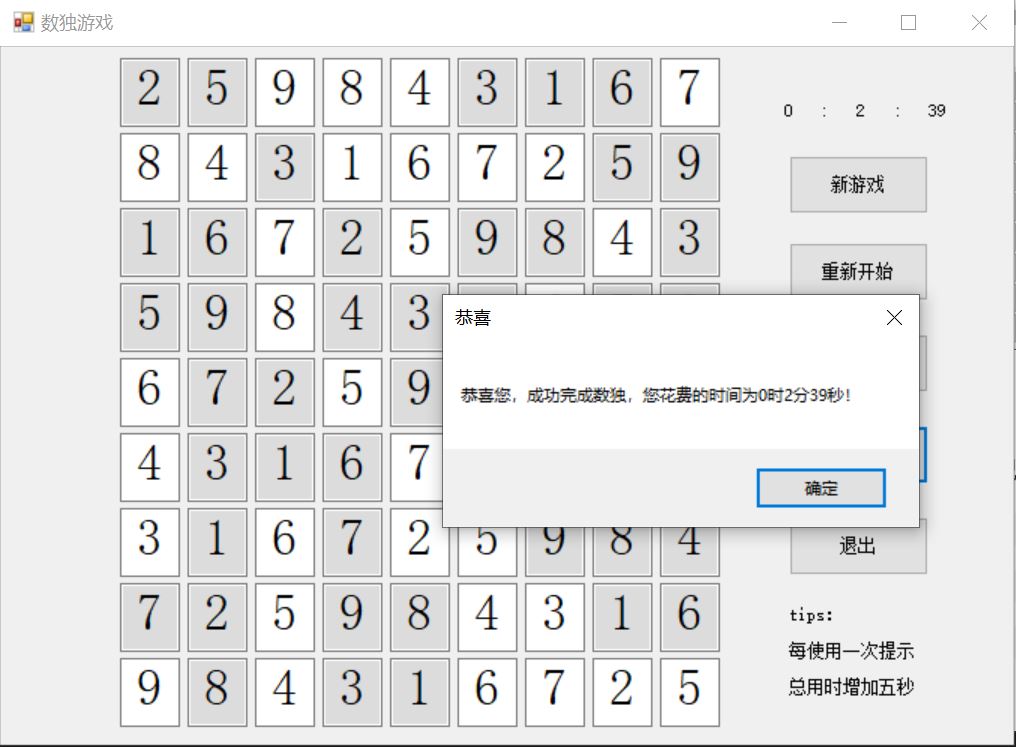 数独游戏
2 5 9 8 4 3 1 6 7
0 : 2 : 39
8 4 3 1 6 7 2 5 9
新游戏
1 6 7 2 5 9 8 4 3
重新开始
5 9 8 4 3
恭喜
6 7 2 5 9
恭喜您，成功完成数独，您花费的时间为0时2分39秒！
4 3 1 6 7
确定
3 1 6 7 2 5 9 8 4
退出
7 2 5 9 8 4 3 1 6
tips:
每使用一次提示
9 8 4 3 1 6 7 2 5
总用时增加五秒